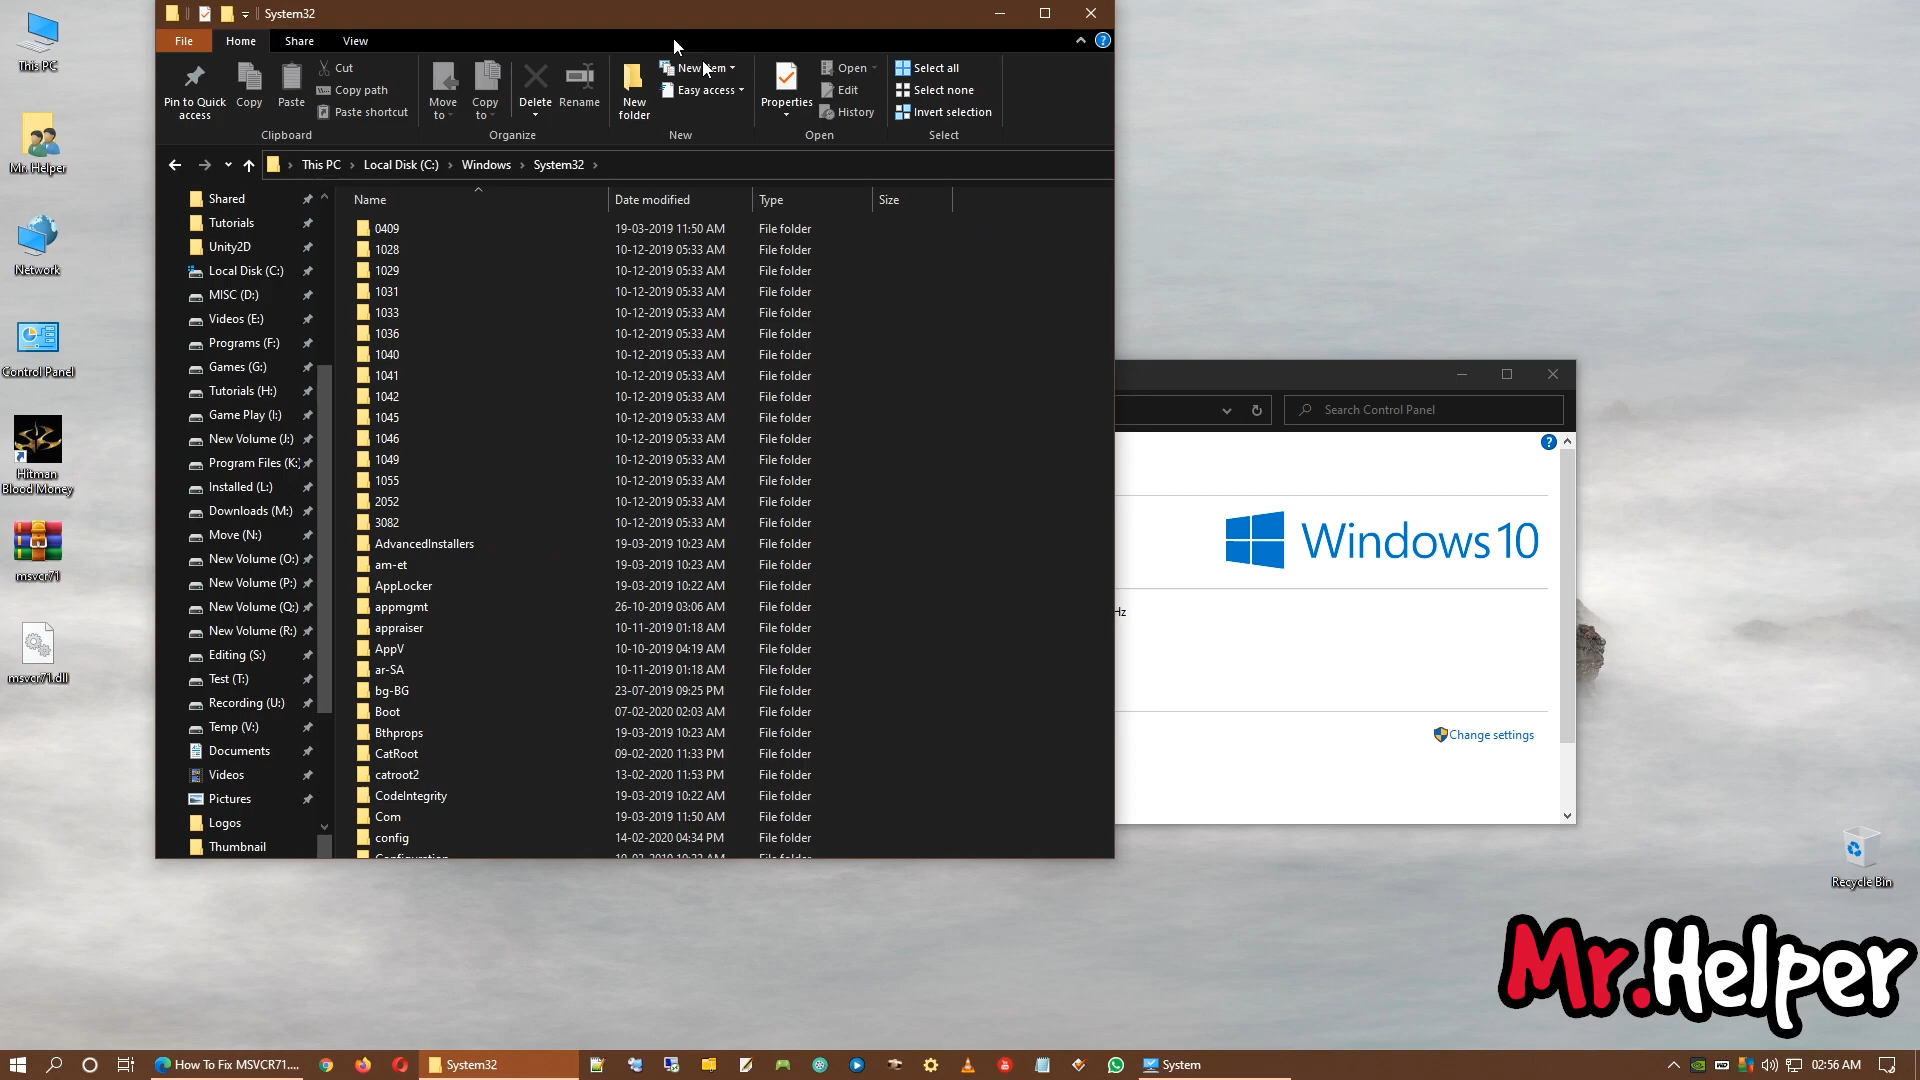 System32
File
Home
Share
View
Pin to Quick access
Copy
Paste
Cut
Copy path
Paste shortcut
Clipboard
Move to
Copy to
Delete
Rename
Organize
New folder
Easy access
New
Properties
Open
Edit
History
Open
Select all
Select none
Invert selection
Select
This PC
Local Disk (C:)
Windows
System32
Shared
Tutorials
Unity2D
Local Disk (C:)
MISC (D:)
Videos (E:)
Programs (F:)
Games (G:)
Tutorials (H:)
Game Play (I:)
New Volume (J:)
Program Files (K:)
Installed (L:)
Downloads (M:)
Move (N:)
New Volume (O:)
New Volume (P:)
New Volume (Q:)
New Volume (R:)
Editing (S:)
Test (T:)
Recording (U:)
Temp (V:)
Documents
Videos
Pictures
Logos
Thumbnail
Name Date modified Type Size
0409 19-03-2019 11:50 AM File folder
1028 10-12-2019 05:33 AM File folder
1029 10-12-2019 05:33 AM File folder
1031 10-12-2019 05:33 AM File folder
1033 10-12-2019 05:33 AM File folder
1036 10-12-2019 05:33 AM File folder
1040 10-12-2019 05:33 AM File folder
1041 10-12-2019 05:33 AM File folder
1042 10-12-2019 05:33 AM File folder
1045 10-12-2019 05:33 AM File folder
1046 10-12-2019 05:33 AM File folder
1049 10-12-2019 05:33 AM File folder
1055 10-12-2019 05:33 AM File folder
2052 10-12-2019 05:33 AM File folder
3082 10-12-2019 05:33 AM File folder
AdvancedInstallers 19-03-2019 10:23 AM File folder
am-et 19-03-2019 10:23 AM File folder
AppLocker 19-03-2019 10:22 AM File folder
appmgmt 26-10-2019 03:06 AM File folder
appraiser 10-11-2019 01:18 AM File folder
AppV 10-10-2019 04:19 AM File folder
ar-SA 10-11-2019 01:18 AM File folder
bg-BG 23-07-2019 09:25 PM File folder
Boot 07-02-2020 02:03 AM File folder
Bthprops 19-03-2019 10:23 AM File folder
CatRoot 09-02-2020 11:33 PM File folder
catroot2 13-02-2020 11:53 PM File folder
CodeIntegrity 19-03-2019 10:22 AM File folder
Com 19-03-2019 11:50 AM File folder
config 14-02-2020 04:34 PM File folder
This PC
Mr. Helper
Network
Control Panel
Hitman
Blood Money
msvcr71
msvcr71.dll
Search Control Panel
Windows 10
Hz
Change settings
Recycle Bin
Mr.Helper
How To Fix MSVCR71....
System32
System
02:56 AM